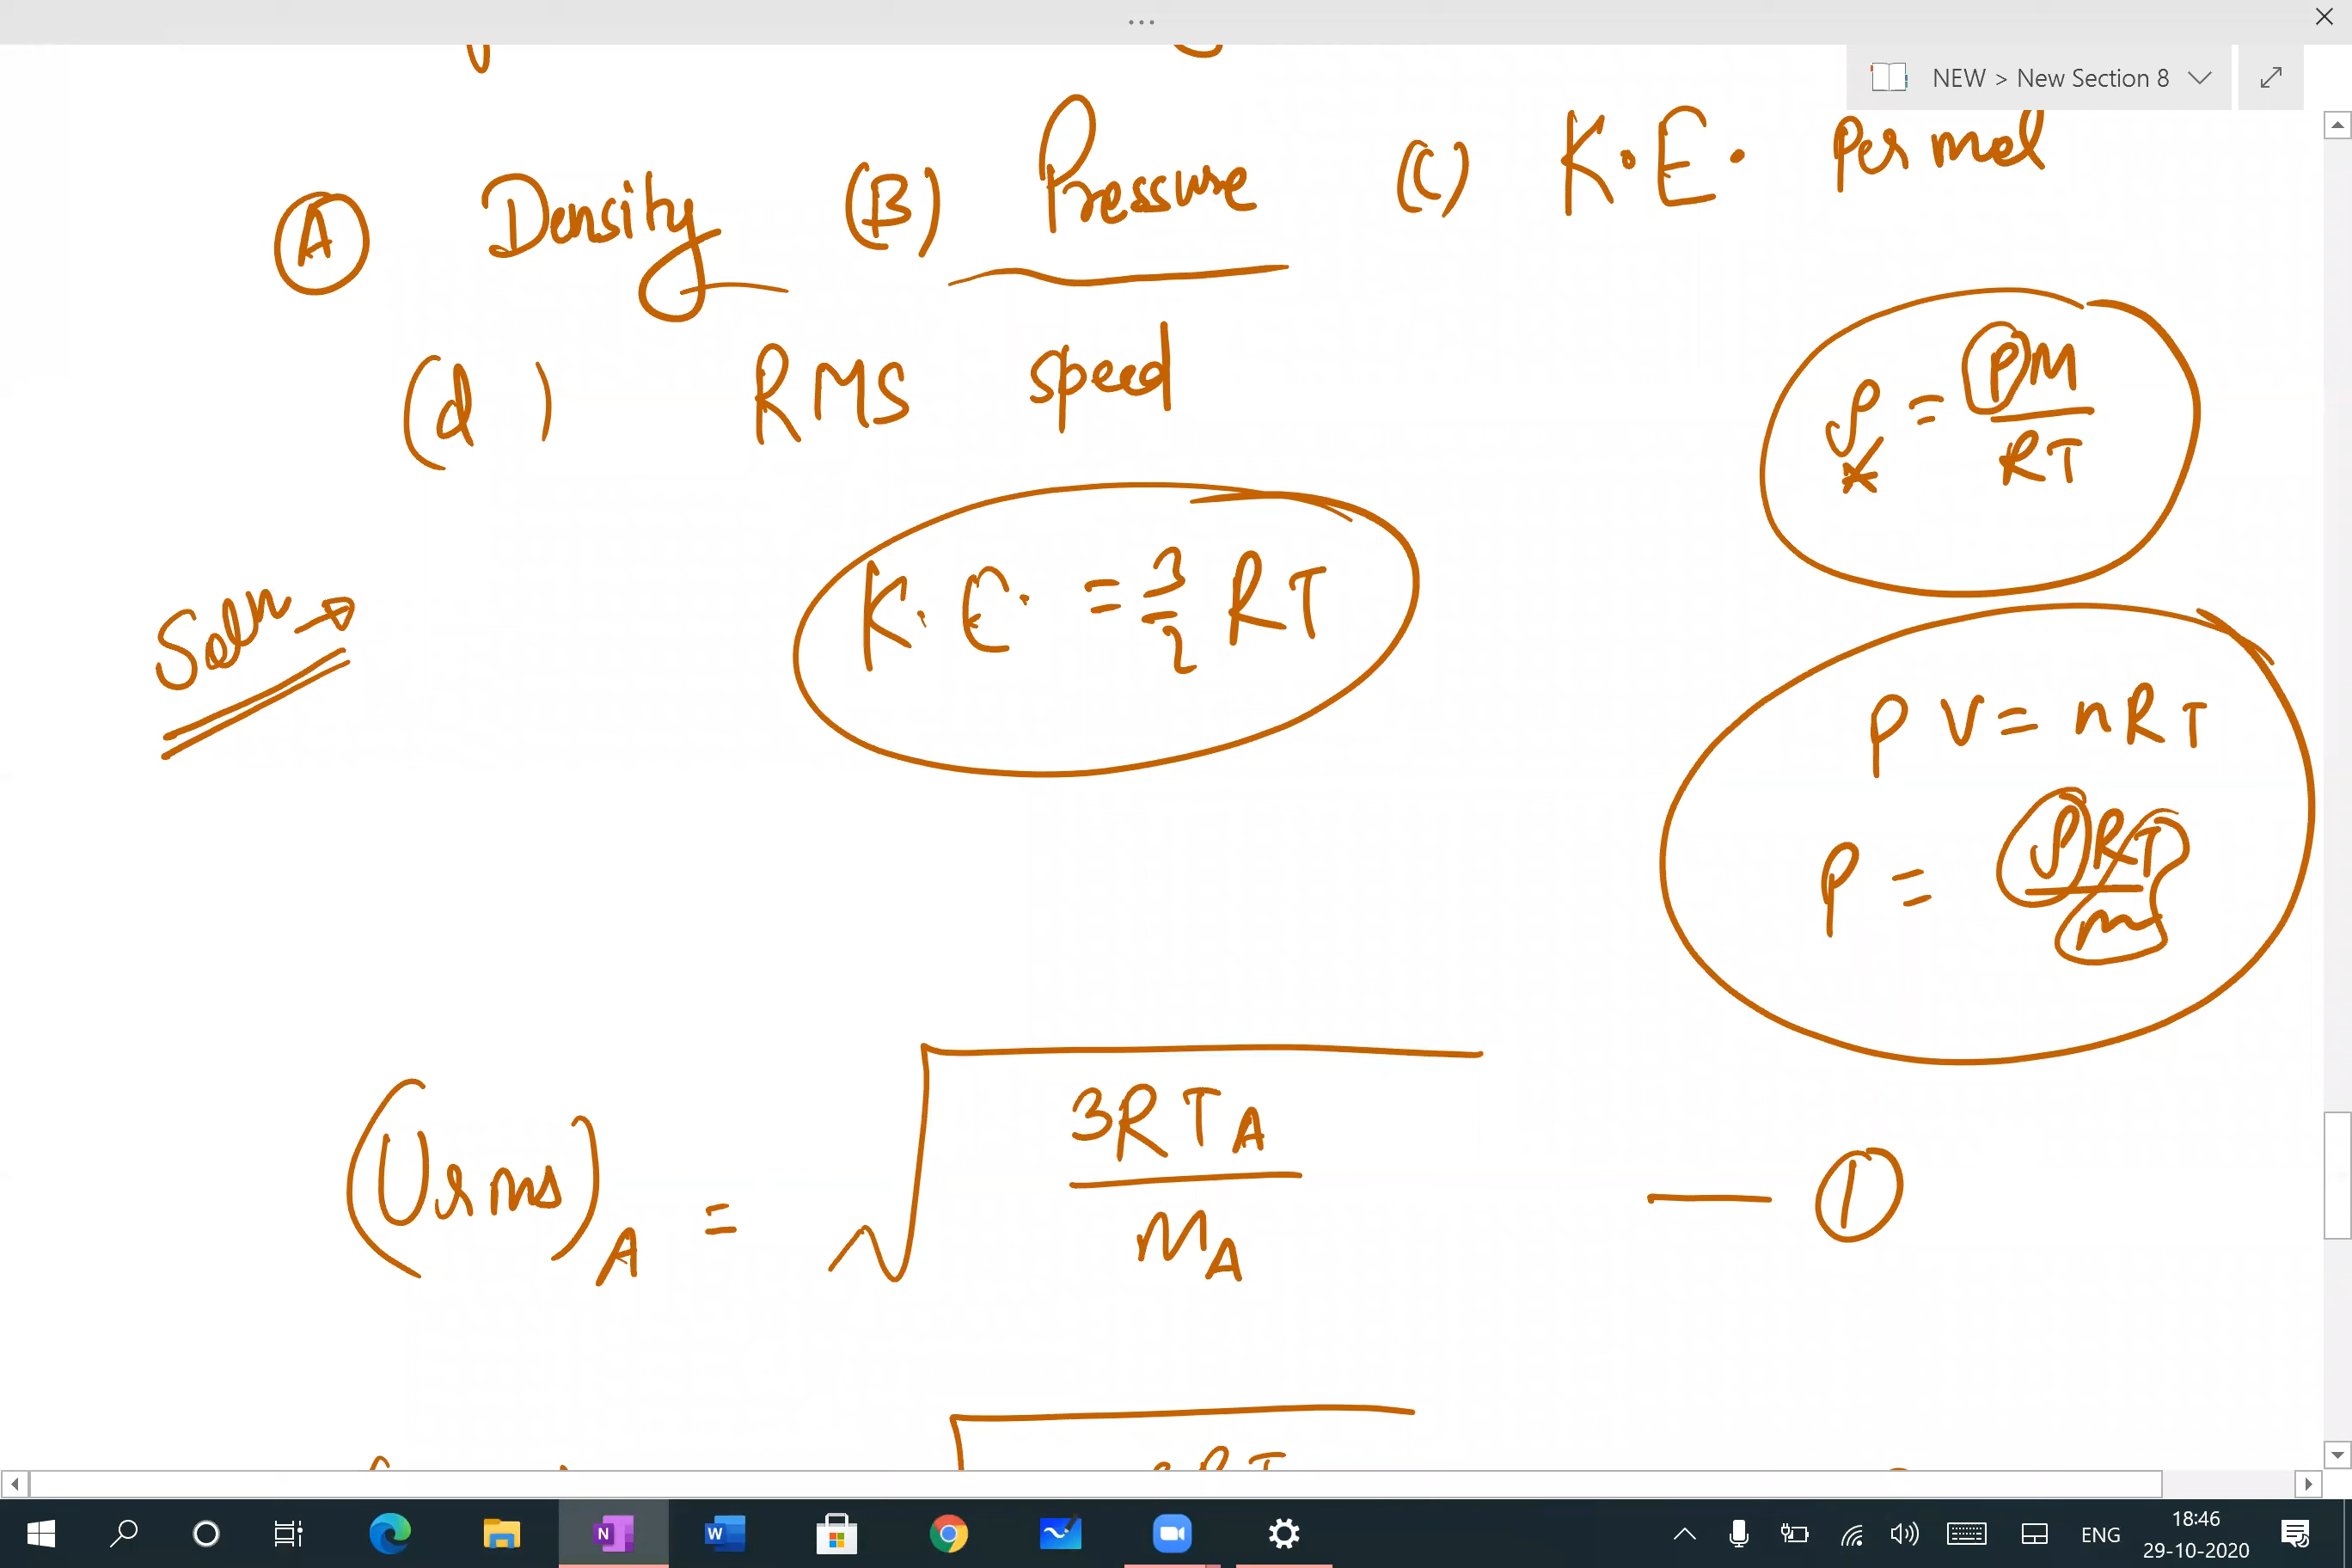 ...
NEW > New Section 8
(A) Density (B) Pressure (C) K.E. Per mol
(d) RMS speed
ρ = PM/RT
Soln →
K.E. = 3/2 RT
PV = nRT
P = ρRT/M
(Urms)A = √(3RTA/MA) — ①
ENG
18:46
29-10-2020